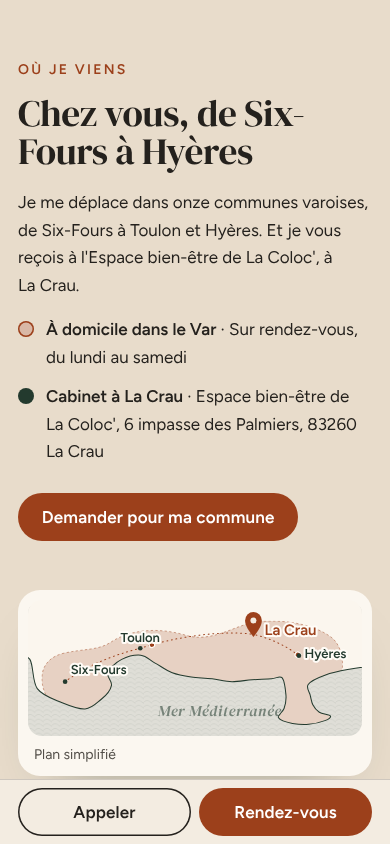 OÙ JE VIENS
Chez vous, de Six-
Fours à Hyères
Je me déplace dans onze communes varoises,
de Six-Fours à Toulon et Hyères. Et je vous
reçois à l'Espace bien-être de La Coloc', à
La Crau.
À domicile dans le Var · Sur rendez-vous,
du lundi au samedi
Cabinet à La Crau · Espace bien-être de
La Coloc', 6 impasse des Palmiers, 83260
La Crau
Demander pour ma commune
Toulon
La Crau
Hyères
Six-Fours
Mer Méditerranée
Plan simplifié
Appeler
Rendez-vous